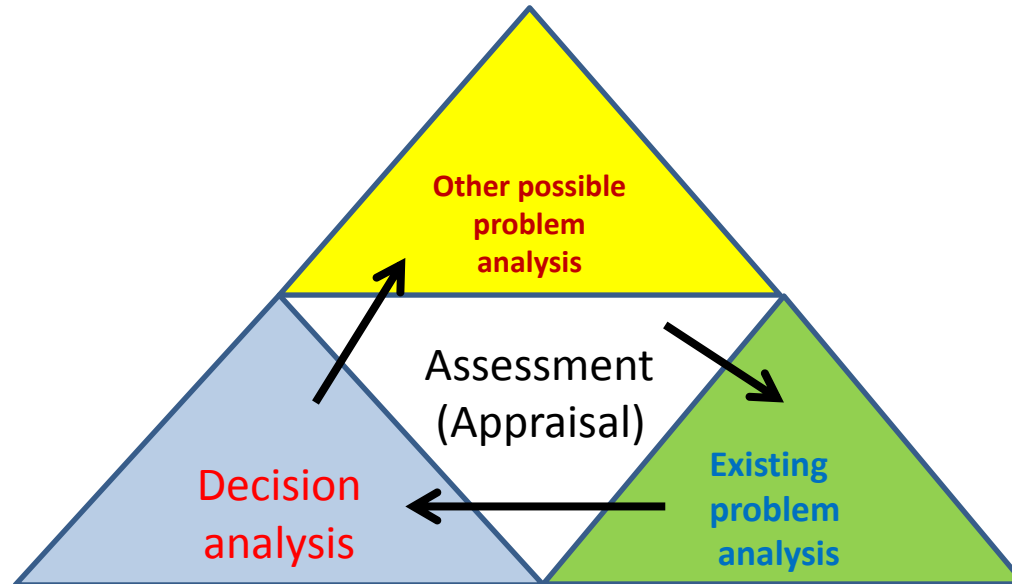 Other possible
problem
analysis
Assessment
(Appraisal)
Decision
analysis
Existing
problem
analysis